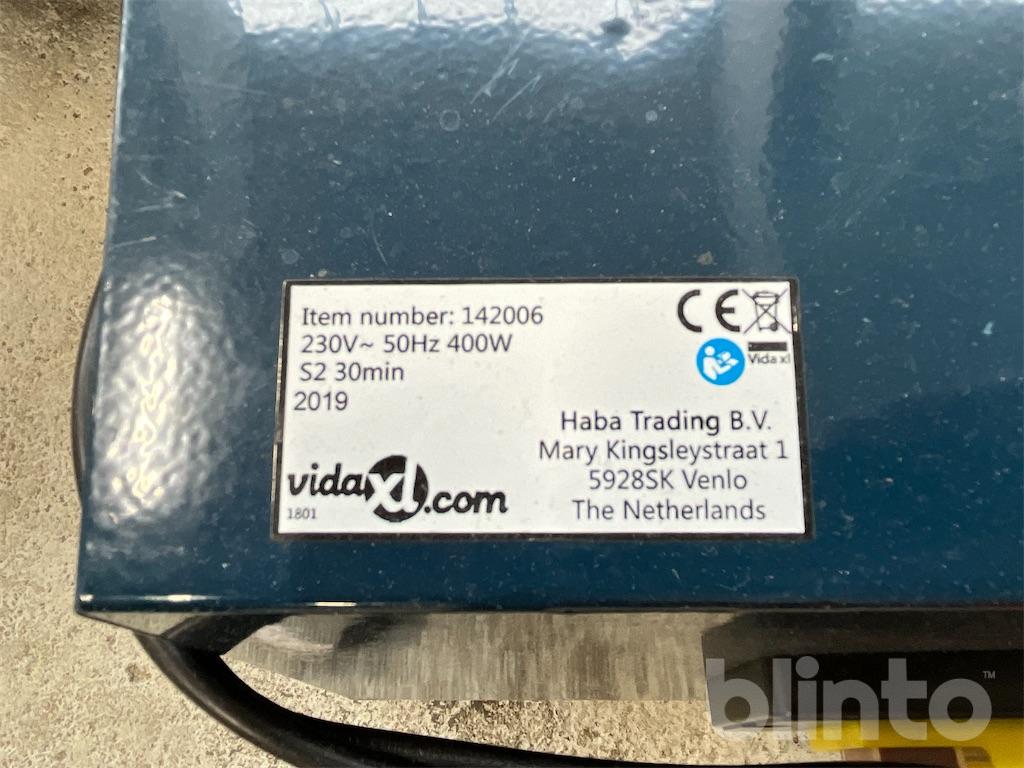 Item number: 142006
230V~ 50Hz 400W
S2 30min
2019
vidaXL.com
1801
CE
Vida xl
Haba Trading B.V.
Mary Kingsleystraat 1
5928SK Venlo
The Netherlands
blinto™